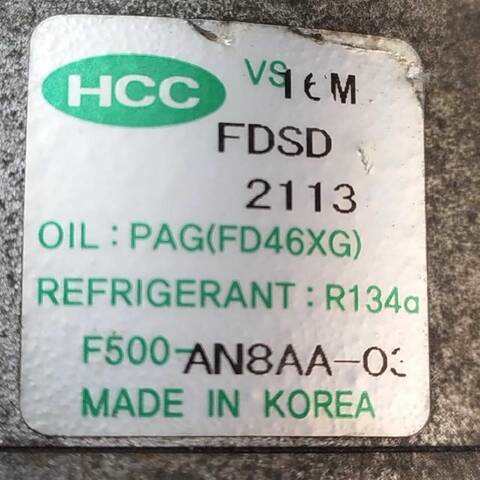 HCC VS16M
FDSD
2113
OIL : PAG(FD46XG)
REFRIGERANT : R134a
F500-AN8AA-03
MADE IN KOREA